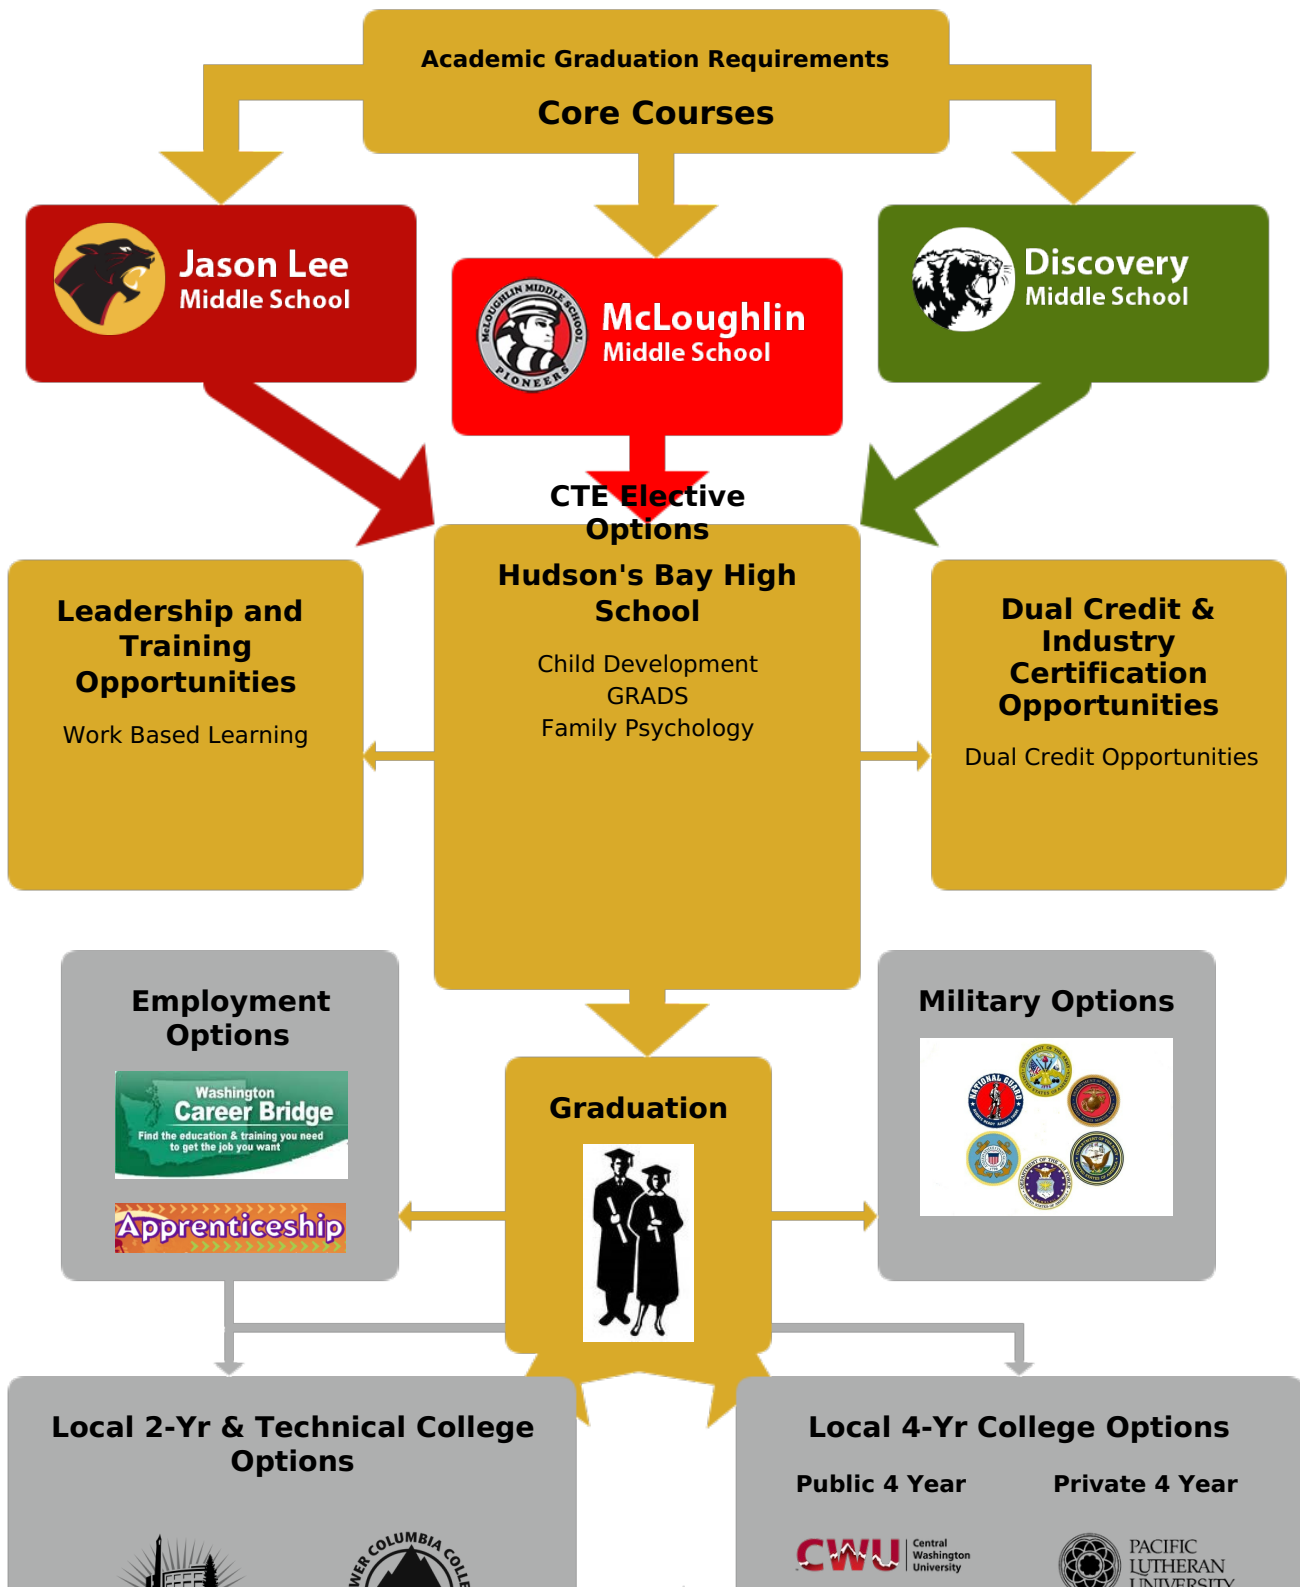 Academic Graduation Requirements
Core Courses
Jason Lee
Middle School
McLOUGHLIN MIDDLE SCHOOL
PIONEERS
McLoughlin
Middle School
Discovery
Middle School
CTE Elective
Options
Hudson's Bay High
School
Child Development
GRADS
Family Psychology
Leadership and
Training
Opportunities
Work Based Learning
Dual Credit &
Industry
Certification
Opportunities
Dual Credit Opportunities
Employment
Options
Washington
Career Bridge
Find the education & training you need
to get the job you want
Apprenticeship
Graduation
Military Options
NATIONAL GUARD
Local 2-Yr & Technical College
Options
Local 4-Yr College Options
Public 4 Year
Private 4 Year
COLUMBIA
CWU
Central
Washington
University
PACIFIC
LUTHERAN
UNIVERSITY